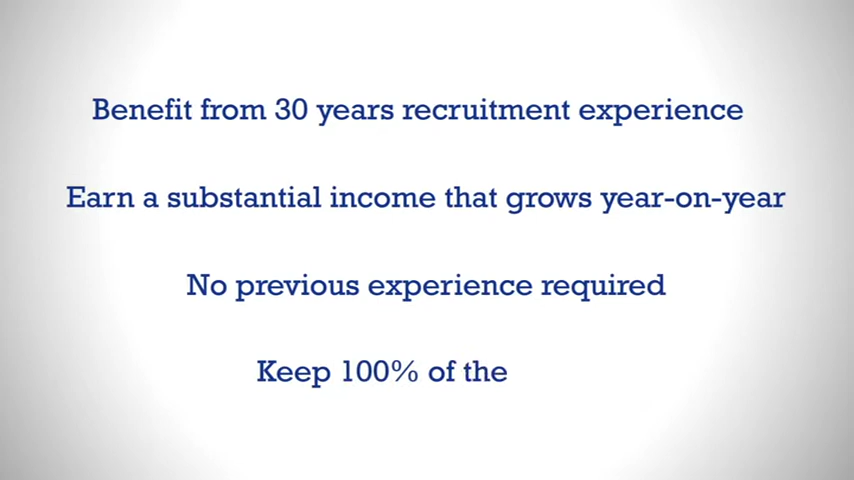 Benefit from 30 years recruitment experience
Earn a substantial income that grows year-on-year
No previous experience required
Keep 100% of the